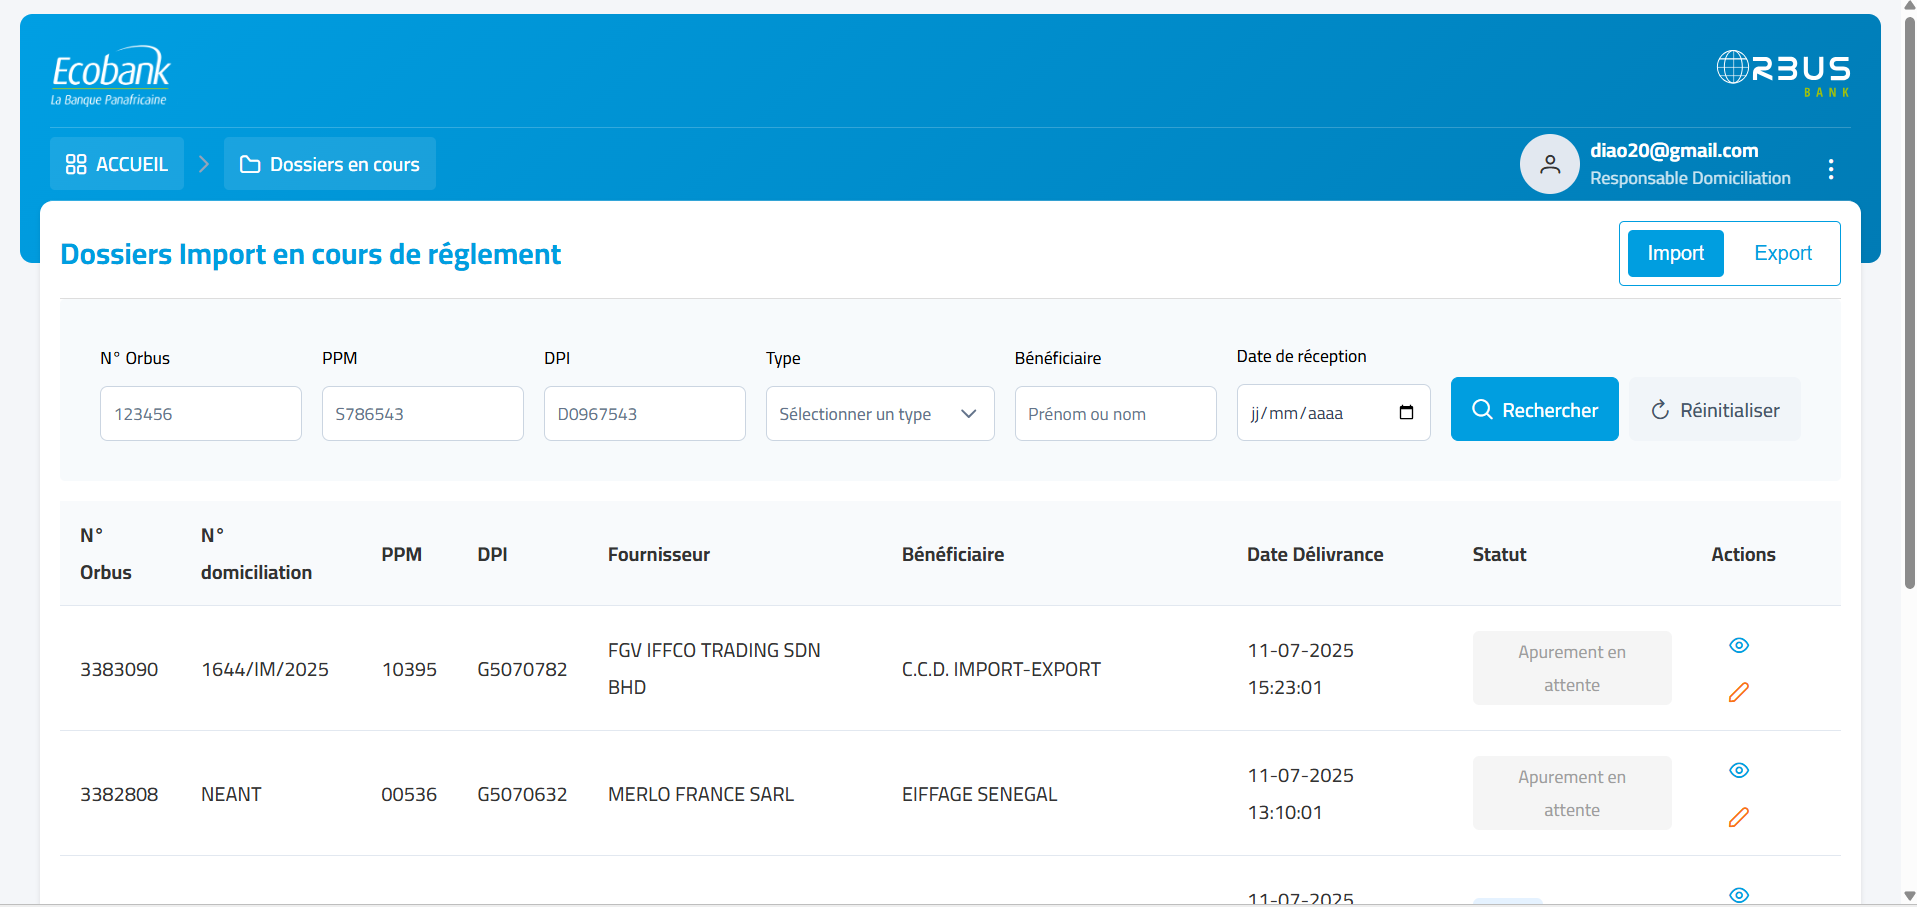 Ecobank
La Banque Panafricaine
ORBUS
BANK
ACCUEIL
Dossiers en cours
diao20@gmail.com
Responsable Domiciliation
Dossiers Import en cours de réglement
Import
Export
N° Orbus
PPM
DPI
Type
Bénéficiaire
Date de réception
123456
S786543
D0967543
Sélectionner un type
Prénom ou nom
jj/mm/aaaa
Rechercher
Réinitialiser
N°
Orbus
N°
domiciliation
PPM
DPI
Fournisseur
Bénéficiaire
Date Délivrance
Statut
Actions
3383090
1644/IM/2025
10395
G5070782
FGV IFFCO TRADING SDN
BHD
C.C.D. IMPORT-EXPORT
11-07-2025
15:23:01
Apurement en
attente
3382808
NEANT
00536
G5070632
MERLO FRANCE SARL
EIFFAGE SENEGAL
11-07-2025
13:10:01
Apurement en
attente
11-07-2025